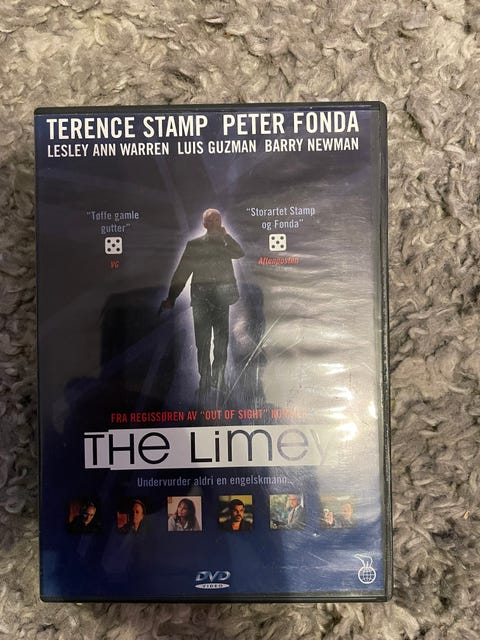 TERENCE STAMP PETER FONDA
LESLEY ANN WARREN LUIS GUZMAN BARRY NEWMAN
"Tøffe gamle
gutter"
VG
"Storartet Stamp
og Fonda"
Aftenposten
FRA REGISSØREN AV "OUT OF SIGHT" KOMMER
THE LiMEY
Undervurder aldri en engelskmann...
DVD
VIDEO